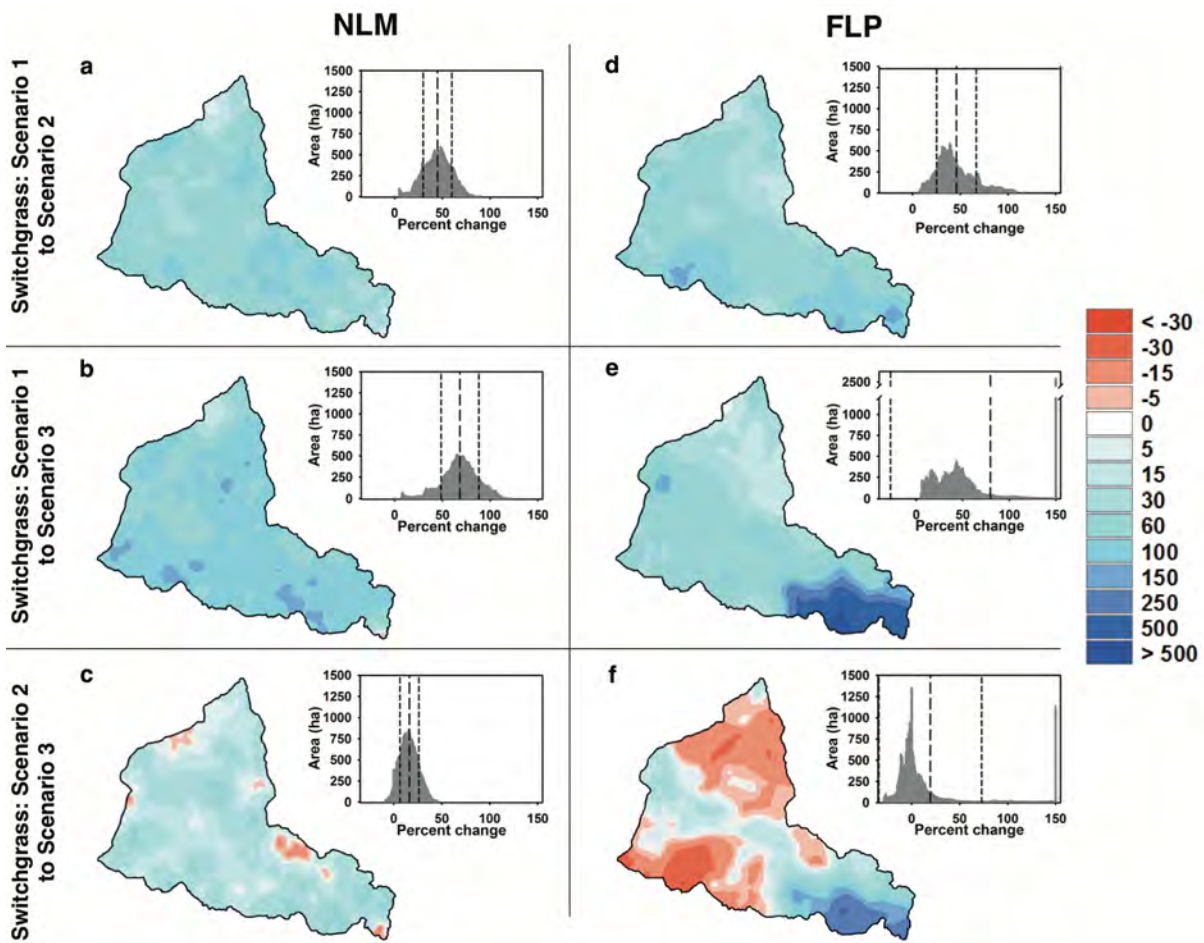 NLM
FLP
Switchgrass: Scenario 1
to Scenario 2
a
1500
1250
1000
750
500
250
0
Area (ha)
0 50 100 150
Percent change
d
1500
1250
1000
750
500
250
0
Area (ha)
0 50 100 150
Percent change
Switchgrass: Scenario 1
to Scenario 3
b
1500
1250
1000
750
500
250
0
Area (ha)
0 50 100 150
Percent change
e
2500
1000
750
500
250
0
Area (ha)
0 50 100 150
Percent change
Switchgrass: Scenario 2
to Scenario 3
c
1500
1250
1000
750
500
250
0
Area (ha)
0 50 100 150
Percent change
f
1500
1250
1000
750
500
250
0
Area (ha)
0 50 100 150
Percent change
< -30
-30
-15
-5
0
5
15
30
60
100
150
250
500
> 500